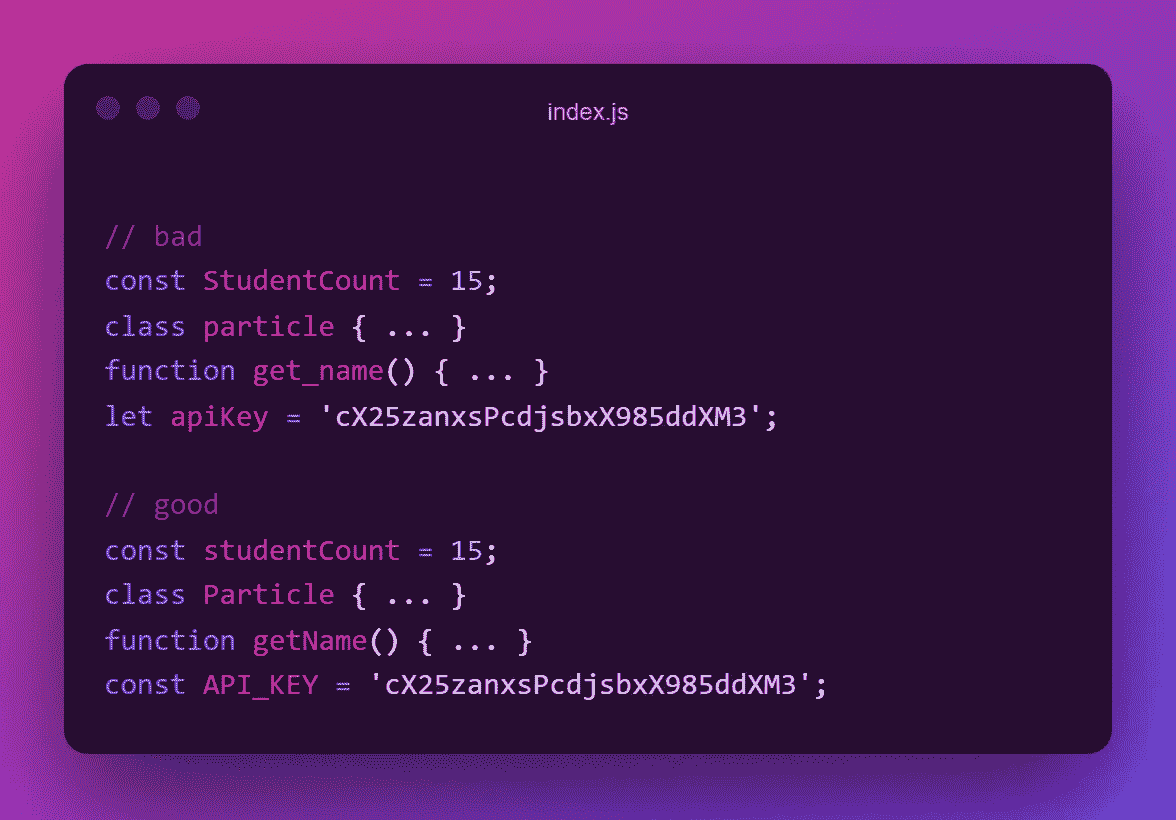 index.js
// bad
const StudentCount = 15;
class particle { ... }
function get_name() { ... }
let apiKey = 'cX25zanxsPcdjsbxX985ddXM3';
// good
const studentCount = 15;
class Particle { ... }
function getName() { ... }
const API_KEY = 'cX25zanxsPcdjsbxX985ddXM3';